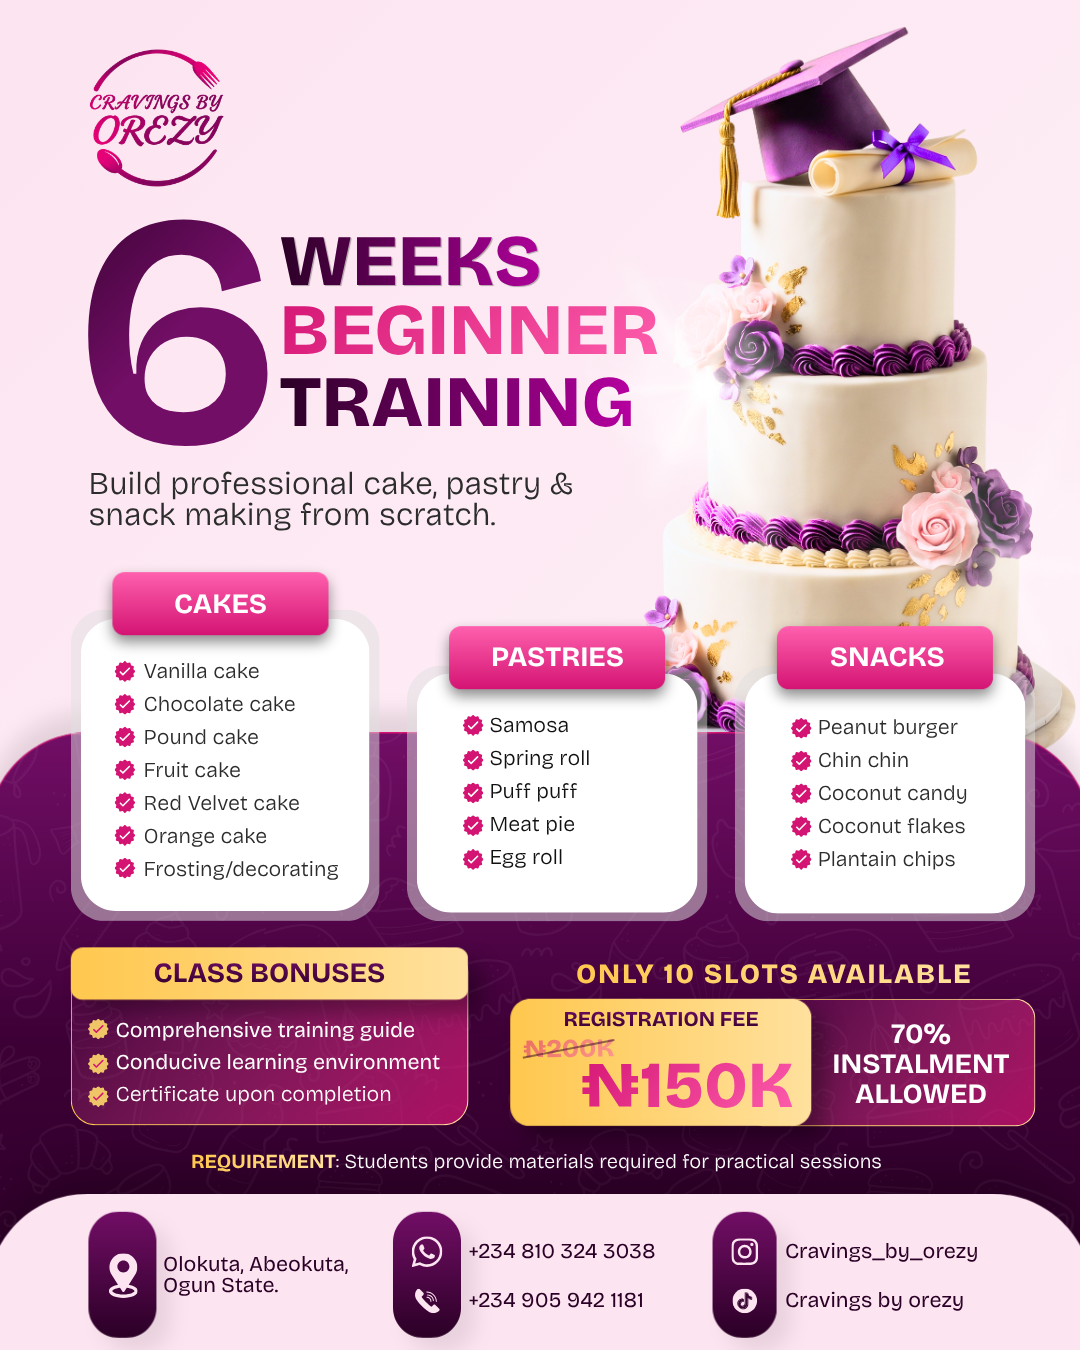 CRAVINGS BY
OREZY
6
WEEKS
BEGINNER
TRAINING
Build professional cake, pastry &
snack making from scratch.
CAKES
Vanilla cake
Chocolate cake
Pound cake
Fruit cake
Red Velvet cake
Orange cake
Frosting/decorating
PASTRIES
Samosa
Spring roll
Puff puff
Meat pie
Egg roll
SNACKS
Peanut burger
Chin chin
Coconut candy
Coconut flakes
Plantain chips
CLASS BONUSES
Comprehensive training guide
Conducive learning environment
Certificate upon completion
ONLY 10 SLOTS AVAILABLE
REGISTRATION FEE
₦200K
₦150K
70%
INSTALMENT
ALLOWED
REQUIREMENT: Students provide materials required for practical sessions
Olokuta, Abeokuta,
Ogun State.
+234 810 324 3038
+234 905 942 1181
Cravings_by_orezy
Cravings by orezy